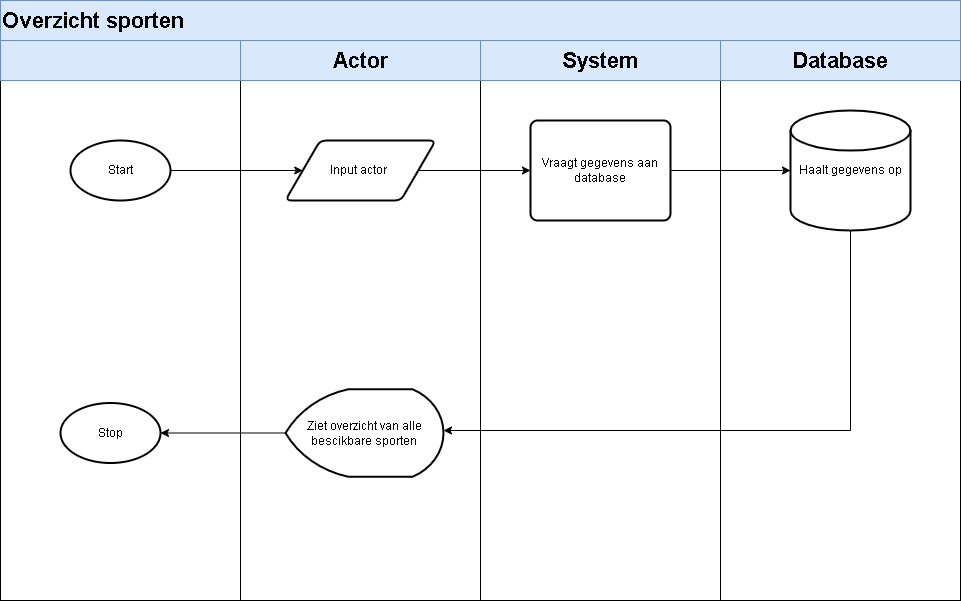 Overzicht sporten
Actor
System
Database
Start
Input actor
Vraagt gegevens aan
database
Haalt gegevens op
Stop
Ziet overzicht van alle
bescikbare sporten